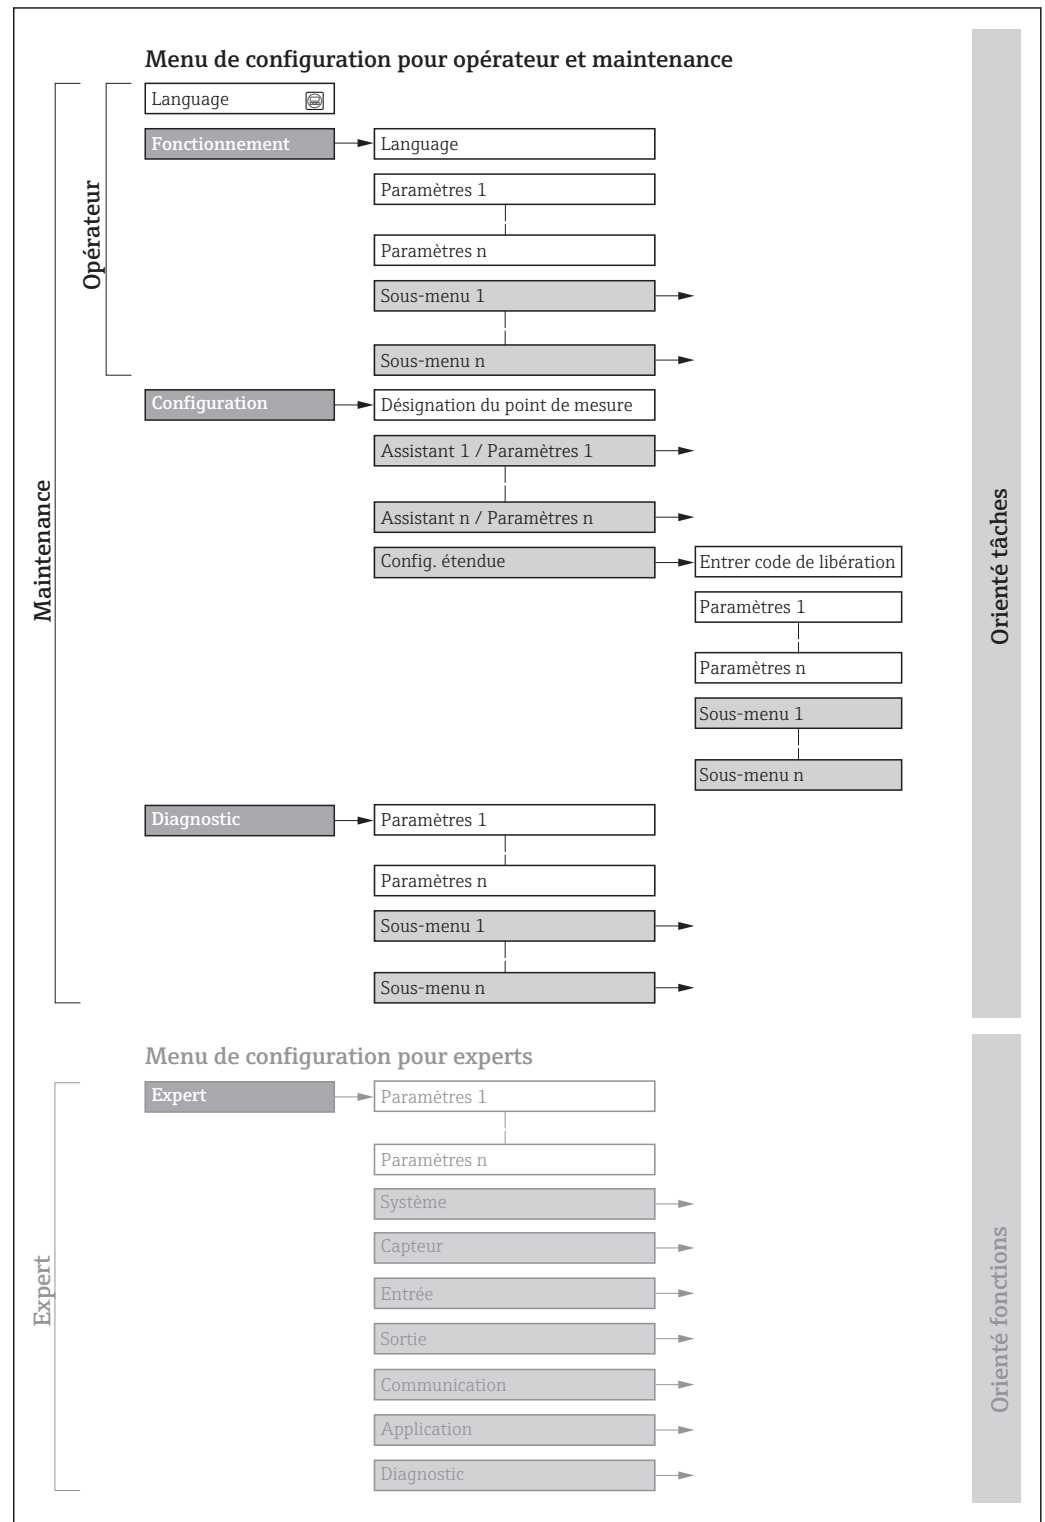 Menu de configuration pour opérateur et maintenance
Language
Fonctionnement
Language
Paramètres 1
Paramètres n
Sous-menu 1
Sous-menu n
Opérateur
Configuration
Désignation du point de mesure
Assistant 1 / Paramètres 1
Assistant n / Paramètres n
Config. étendue
Entrer code de libération
Paramètres 1
Paramètres n
Sous-menu 1
Sous-menu n
Maintenance
Orienté tâches
Diagnostic
Paramètres 1
Paramètres n
Sous-menu 1
Sous-menu n
Menu de configuration pour experts
Expert
Paramètres 1
Paramètres n
Système
Capteur
Entrée
Sortie
Communication
Application
Diagnostic
Expert
Orienté fonctions